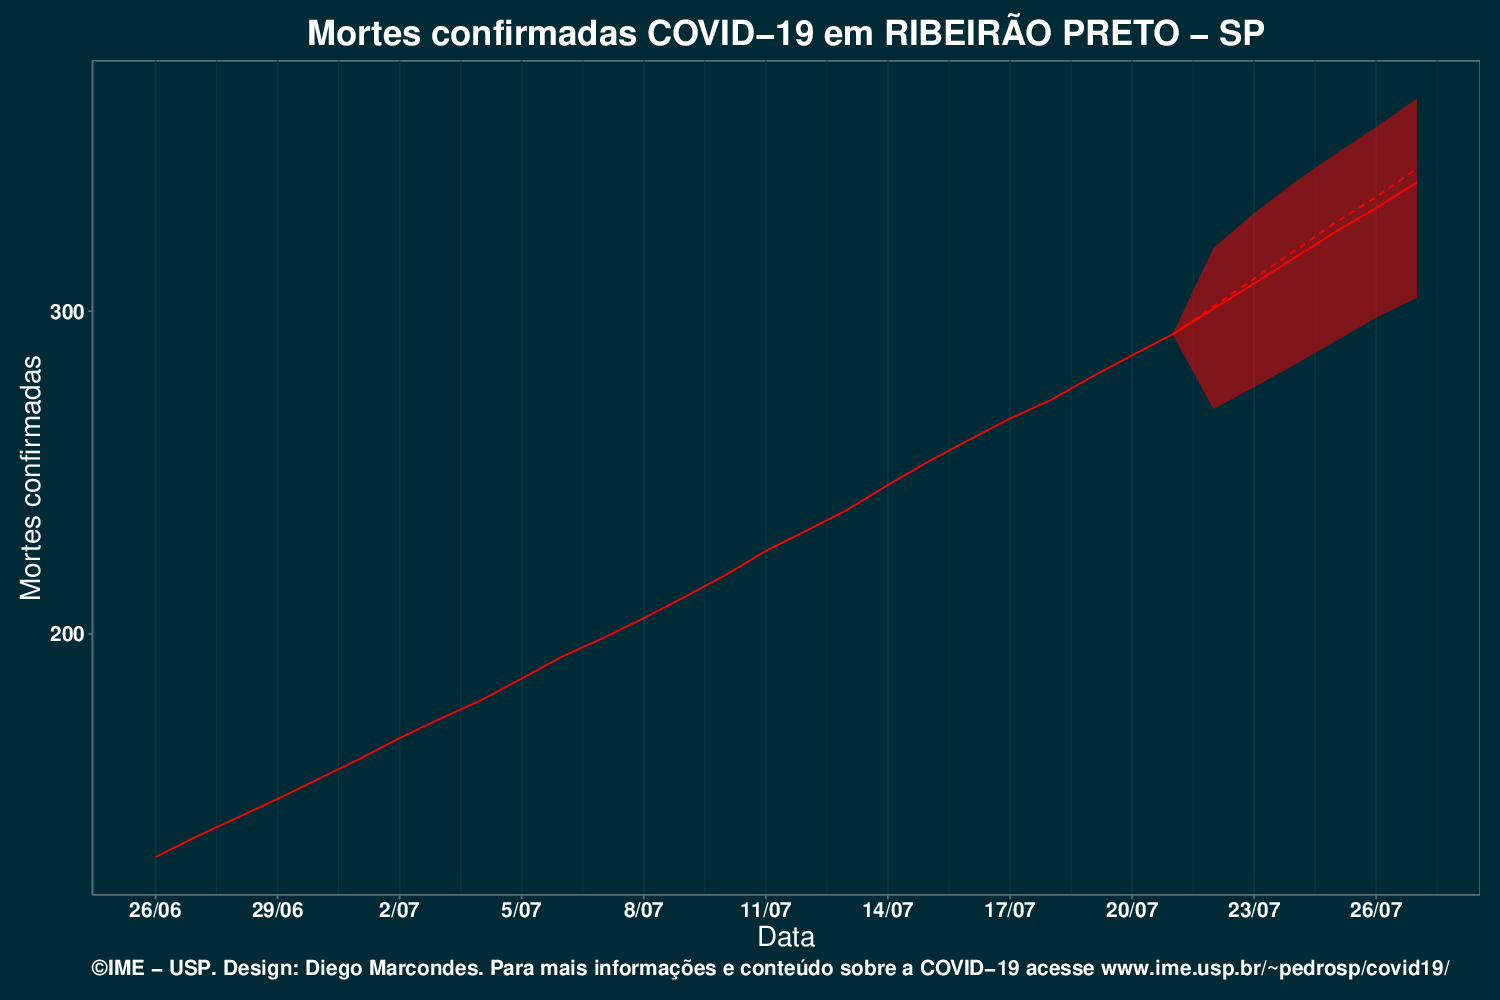 Mortes confirmadas COVID−19 em RIBEIRÃO PRETO − SP
Mortes confirmadas
300
200
26/06 29/06 2/07 5/07 8/07 11/07 14/07 17/07 20/07 23/07 26/07
Data
©IME − USP. Design: Diego Marcondes. Para mais informações e conteúdo sobre a COVID−19 acesse www.ime.usp.br/~pedrosp/covid19/